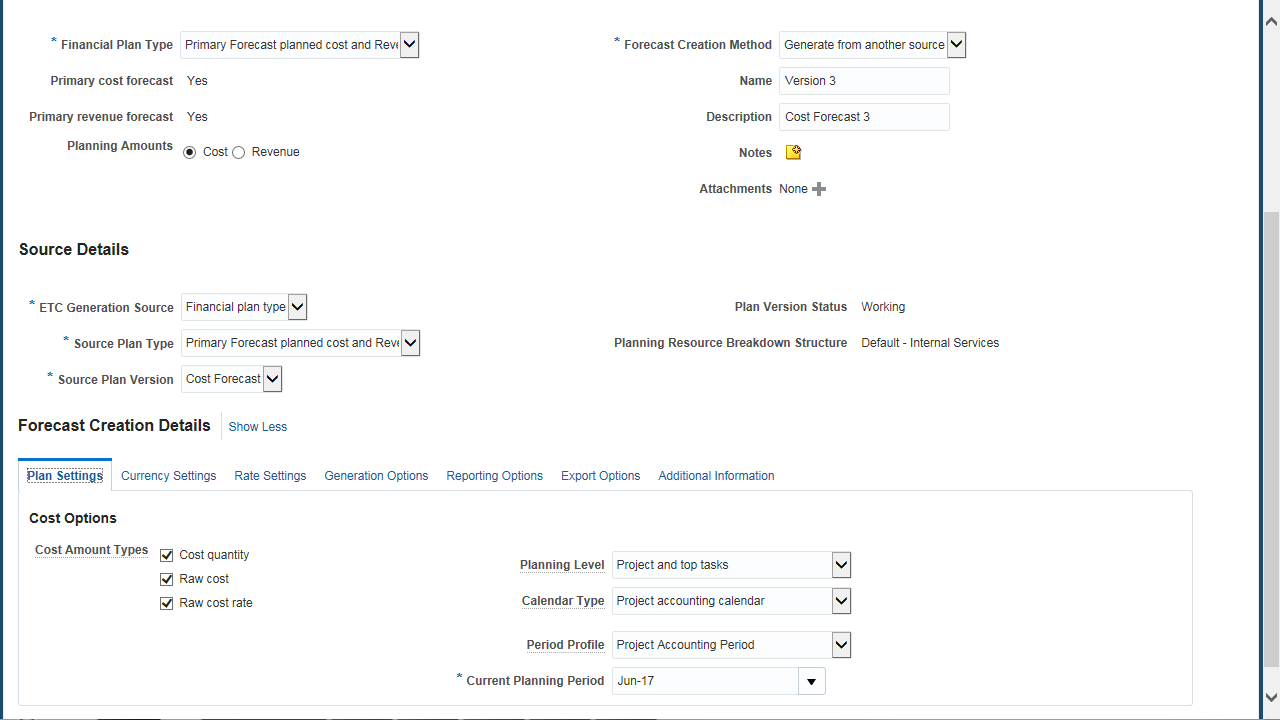 * Financial Plan Type Primary Forecast planned cost and Reve
* Forecast Creation Method Generate from another source
Primary cost forecast Yes
Name Version 3
Primary revenue forecast Yes
Description Cost Forecast 3
Planning Amounts Cost Revenue
Notes
Attachments None
Source Details
* ETC Generation Source Financial plan type
Plan Version Status Working
* Source Plan Type Primary Forecast planned cost and Reve
Planning Resource Breakdown Structure Default - Internal Services
* Source Plan Version Cost Forecast
Forecast Creation Details Show Less
Plan Settings Currency Settings Rate Settings Generation Options Reporting Options Export Options Additional Information
Cost Options
Cost Amount Types Cost quantity
Raw cost
Raw cost rate
Planning Level Project and top tasks
Calendar Type Project accounting calendar
Period Profile Project Accounting Period
* Current Planning Period Jun-17